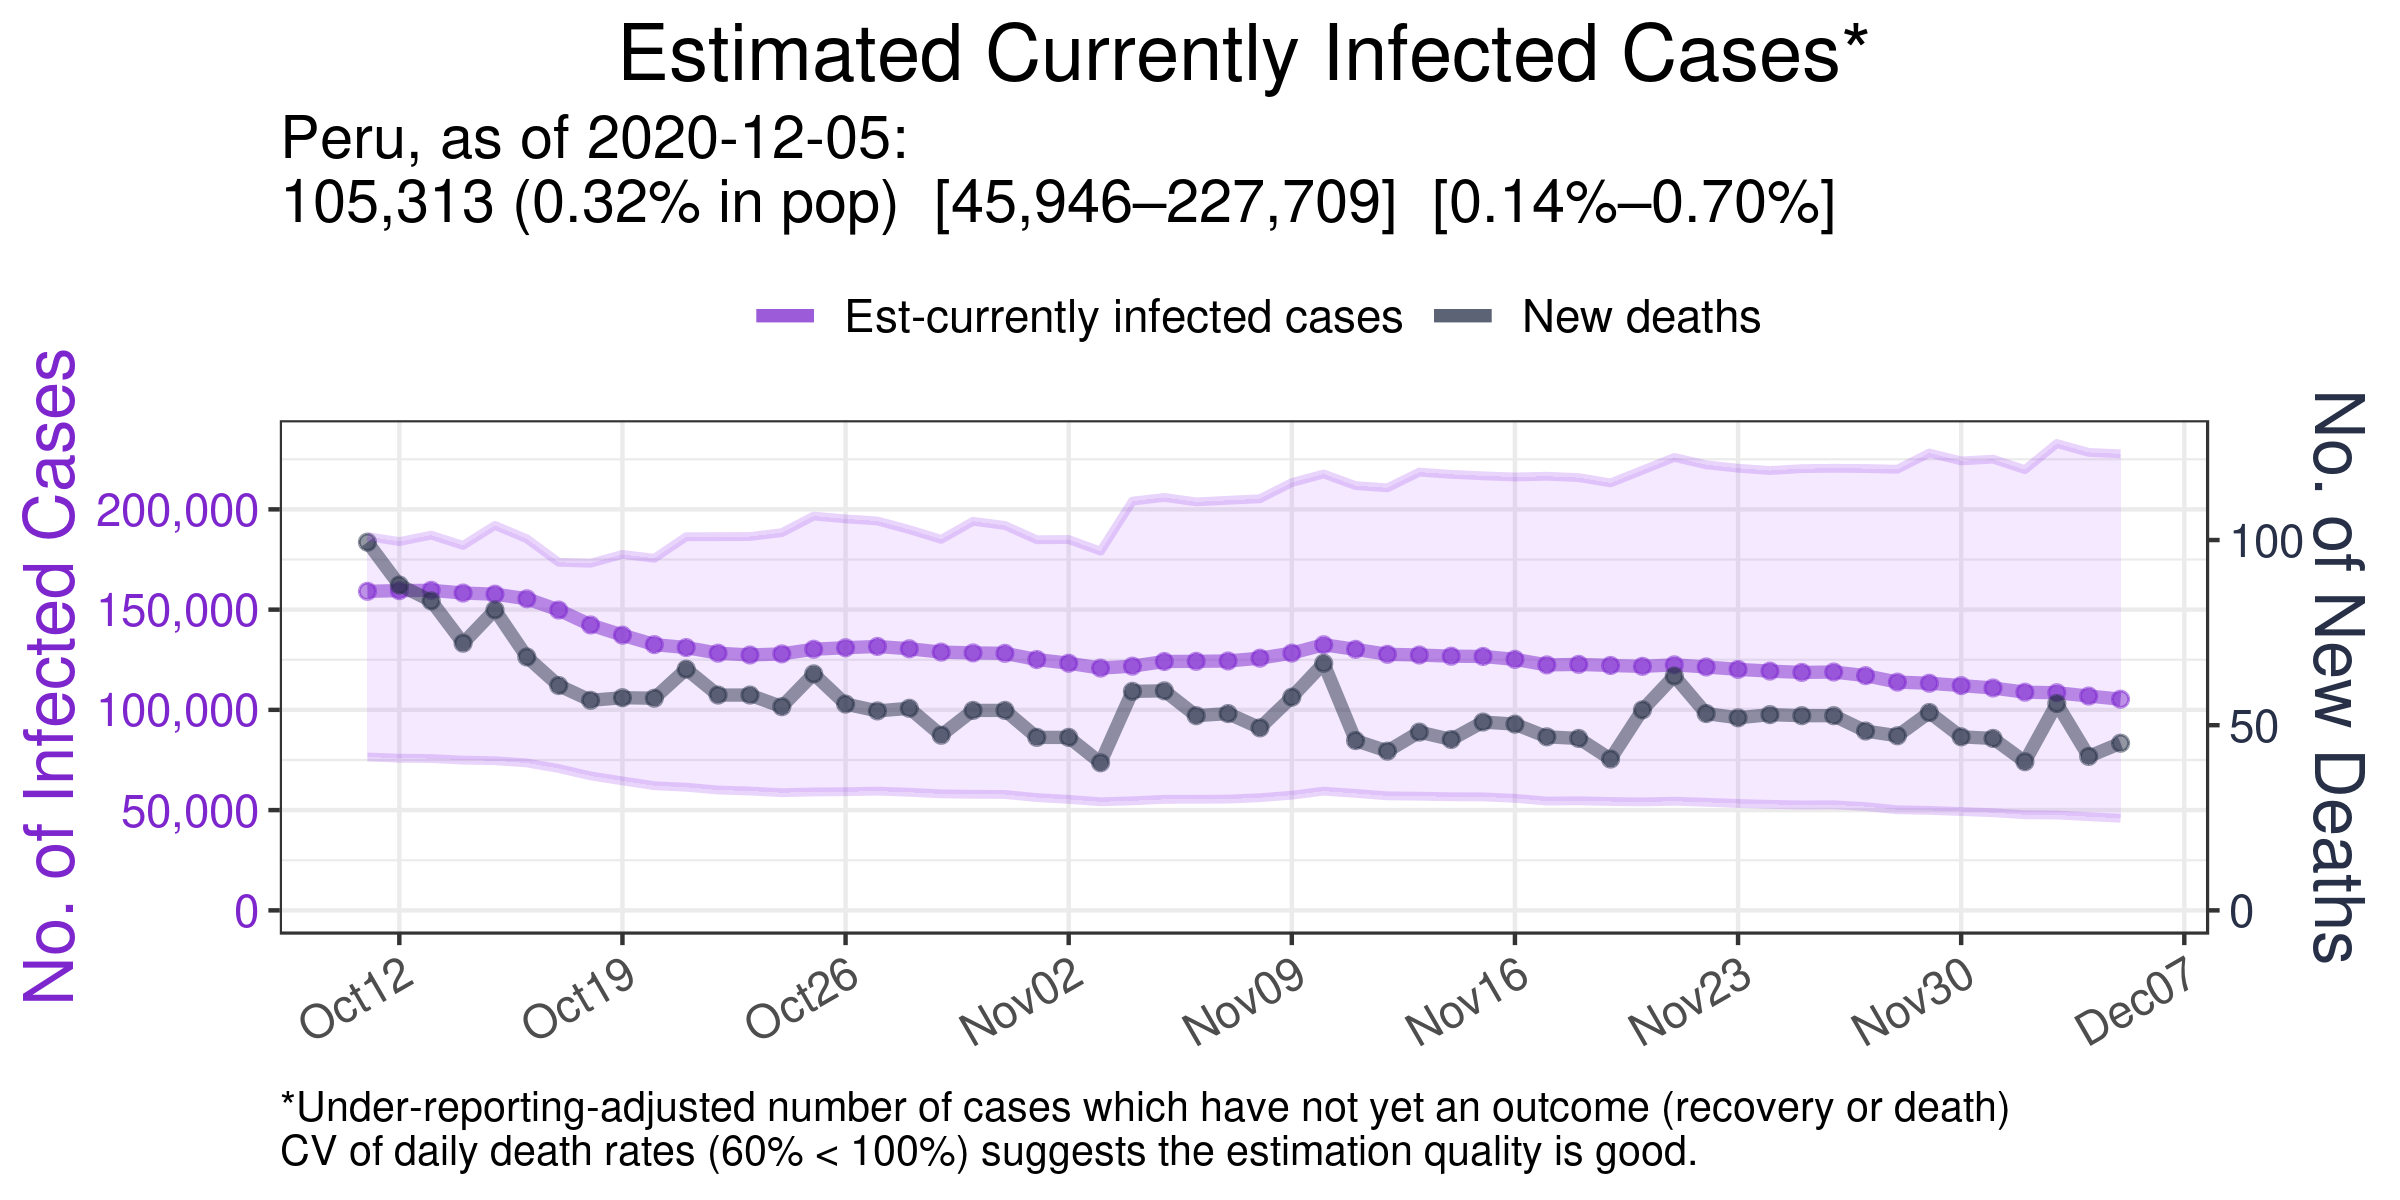 Estimated Currently Infected Cases*
Peru, as of 2020-12-05:
105,313 (0.32% in pop)  [45,946–227,709]  [0.14%–0.70%]
Est-currently infected cases
New deaths
No. of Infected Cases
200,000
150,000
100,000
50,000
0
100
50
0
No. of New Deaths
Oct12
Oct19
Oct26
Nov02
Nov09
Nov16
Nov23
Nov30
Dec07
*Under-reporting-adjusted number of cases which have not yet an outcome (recovery or death)
CV of daily death rates (60% < 100%) suggests the estimation quality is good.